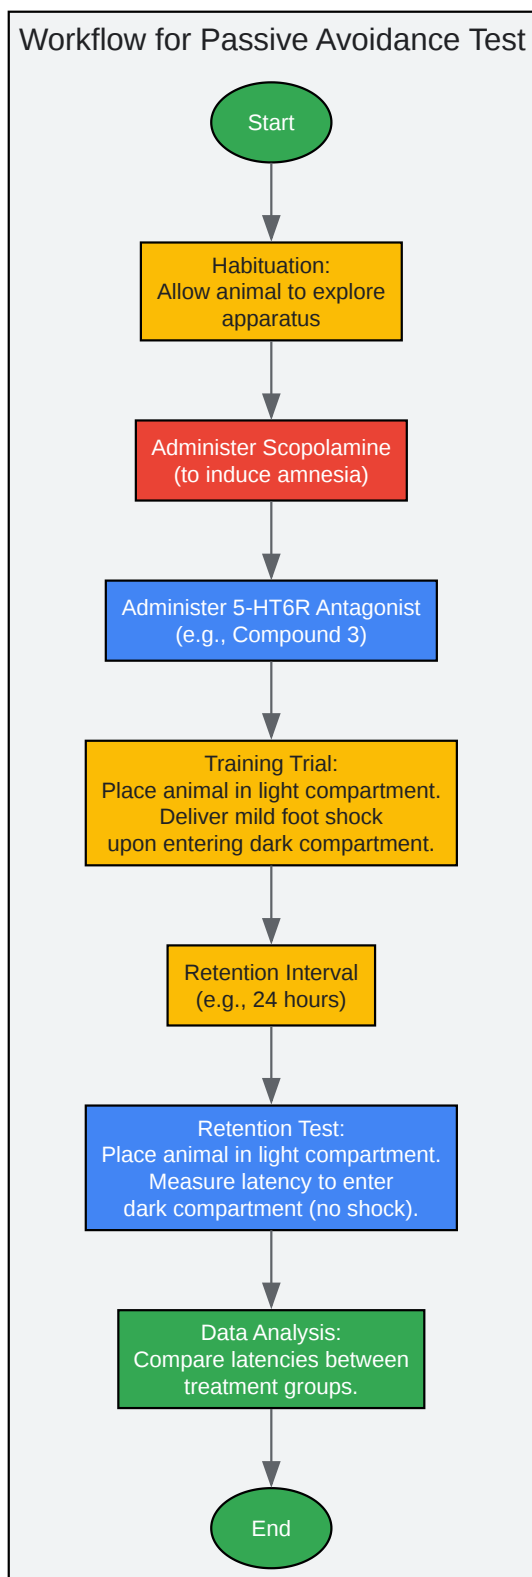 Workflow for Passive Avoidance Test
Start
Habituation:
Allow animal to explore
apparatus
Administer Scopolamine
(to induce amnesia)
Administer 5-HT6R Antagonist
(e.g., Compound 3)
Training Trial:
Place animal in light compartment.
Deliver mild foot shock
upon entering dark compartment.
Retention Interval
(e.g., 24 hours)
Retention Test:
Place animal in light compartment.
Measure latency to enter
dark compartment (no shock).
Data Analysis:
Compare latencies between
treatment groups.
End